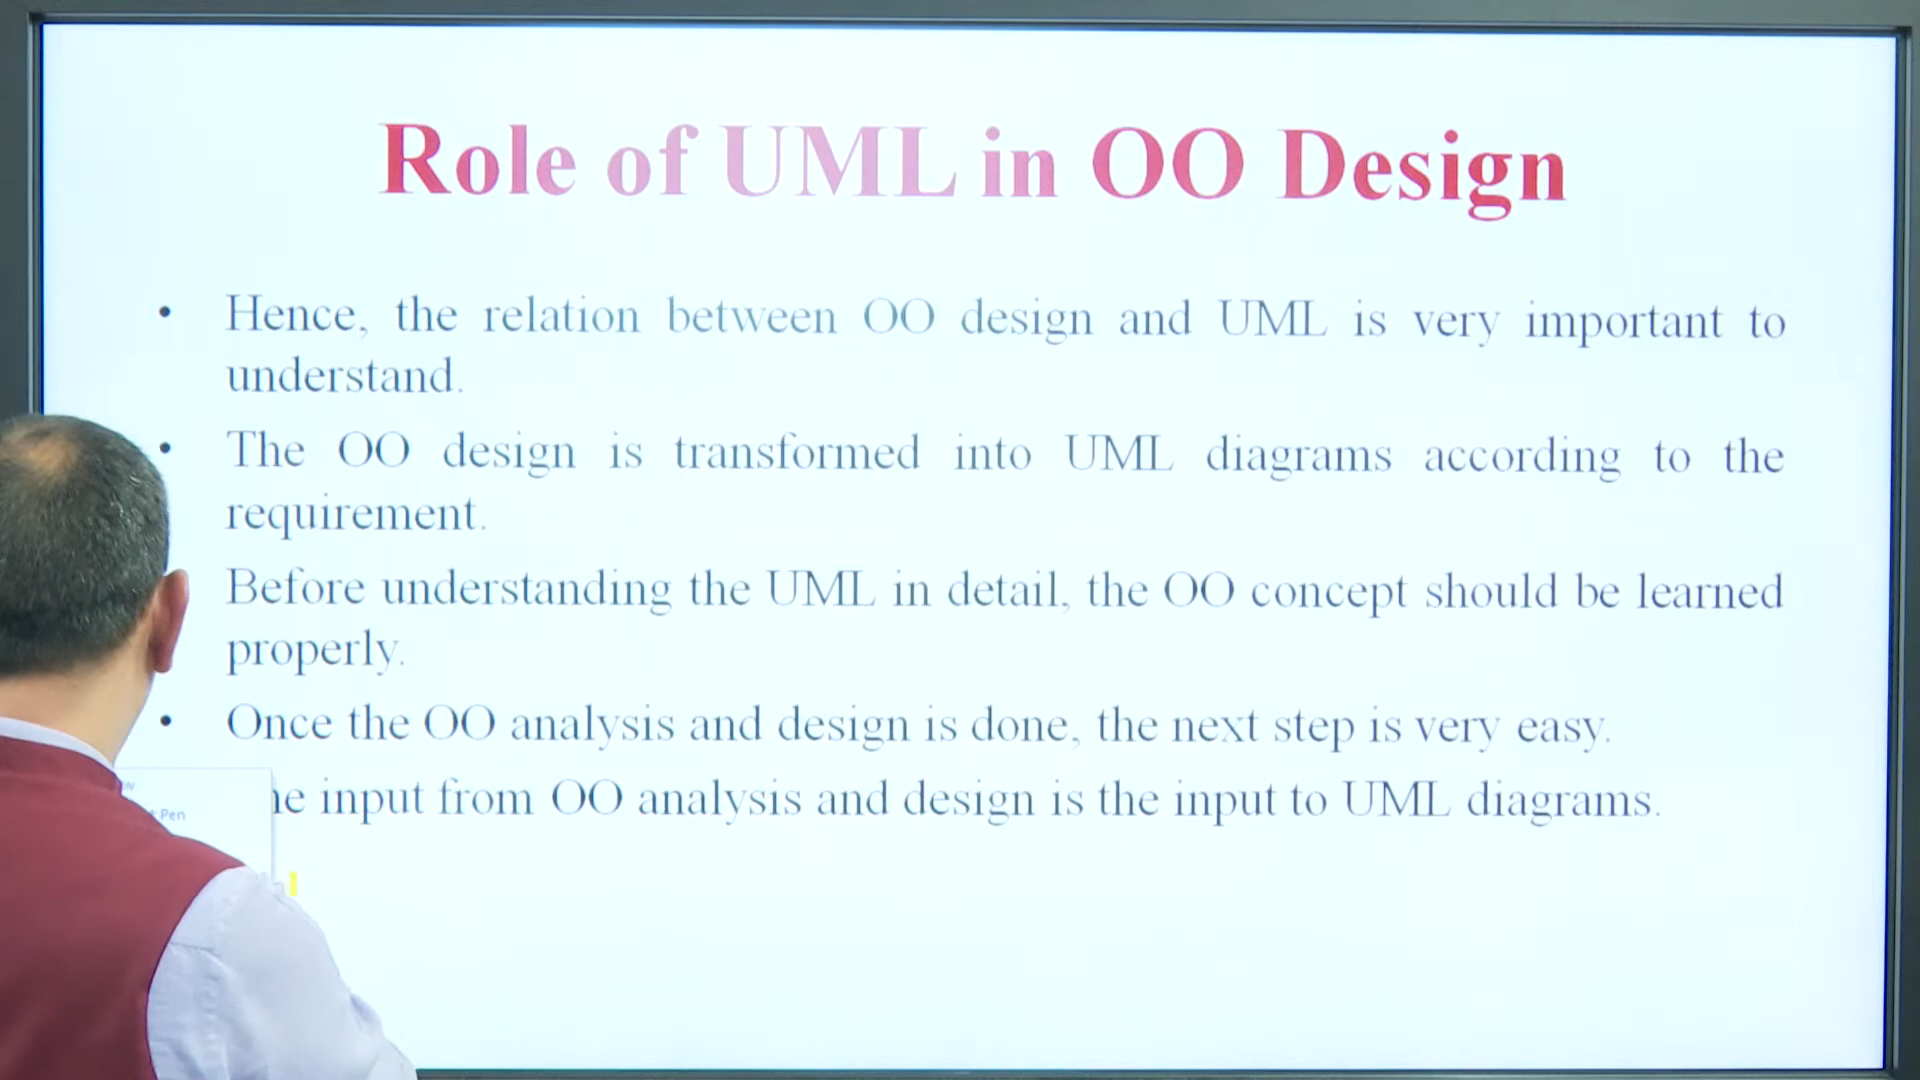 Role of UML in OO Design
• Hence, the relation between OO design and UML is very important to
understand.
• The OO design is transformed into UML diagrams according to the
requirement.
Before understanding the UML in detail, the OO concept should be learned
properly.
• Once the OO analysis and design is done, the next step is very easy.
input from OO analysis and design is the input to UML diagrams.
Pen